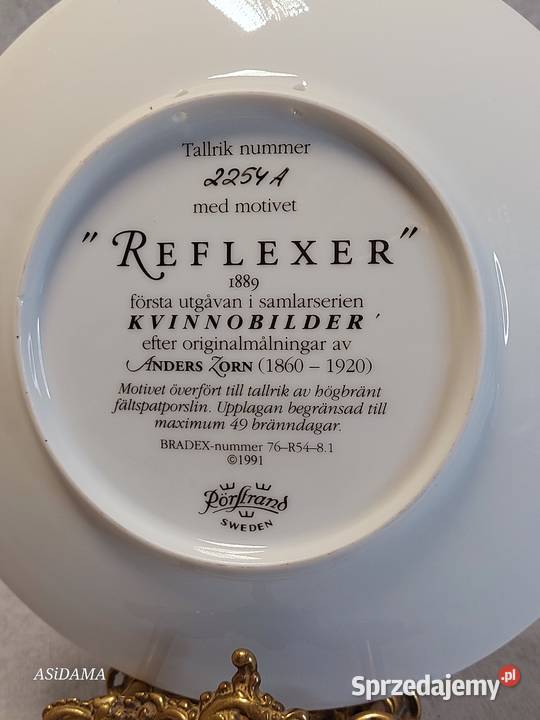 Tallrik nummer
2254A
med motivet
"REFLEXER"
1889
första utgåvan i samlarserien
KVINNOBILDER'
efter originalmålningar av
ANDERS ZORN (1860 – 1920)
Motivet överfört till tallrik av högbränt
fältspatporslin. Upplagan begränsad till
maximum 49 bränndagar.
BRADEX-nummer 76–R54–8.1
©1991
Rörstrand
SWEDEN
ASiDAMA
Sprzedajemy.pl